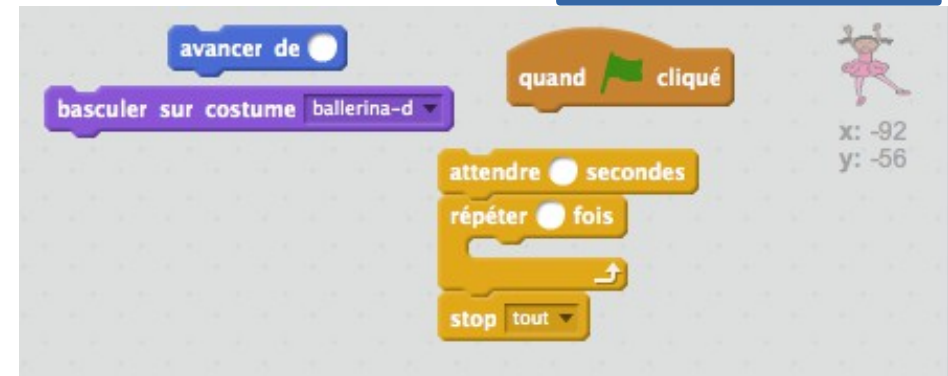 avancer de
quand cliqué
basculer sur costume ballerina-d
x: -92
y: -56
attendre secondes
répéter fois
stop tout